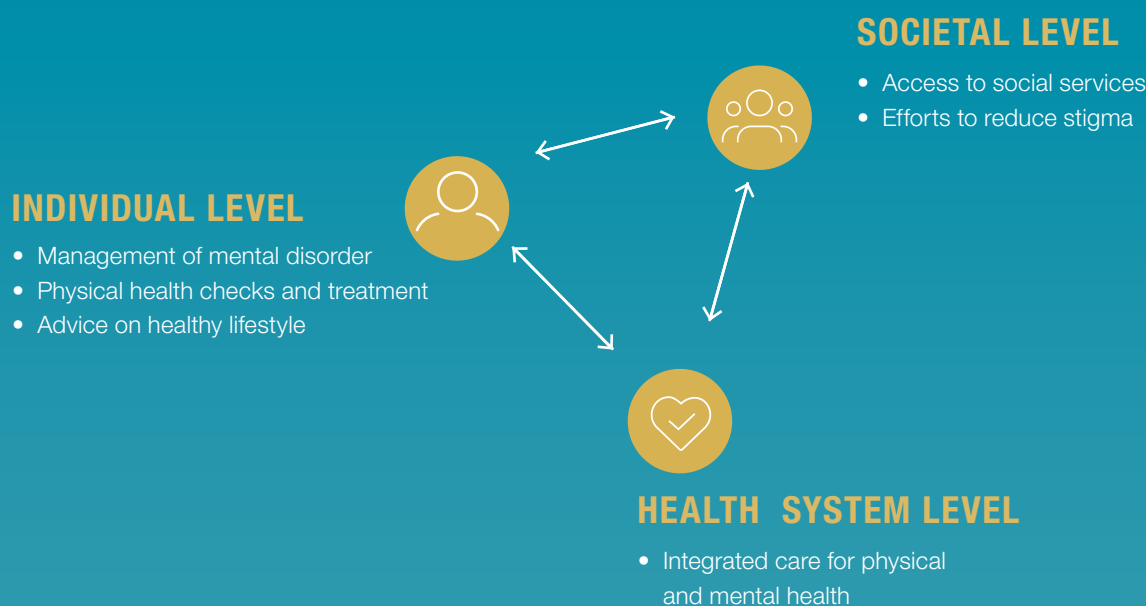 SOCIETAL LEVEL
• Access to social services
• Efforts to reduce stigma
INDIVIDUAL LEVEL
• Management of mental disorder
• Physical health checks and treatment
• Advice on healthy lifestyle
HEALTH SYSTEM LEVEL
• Integrated care for physical
and mental health